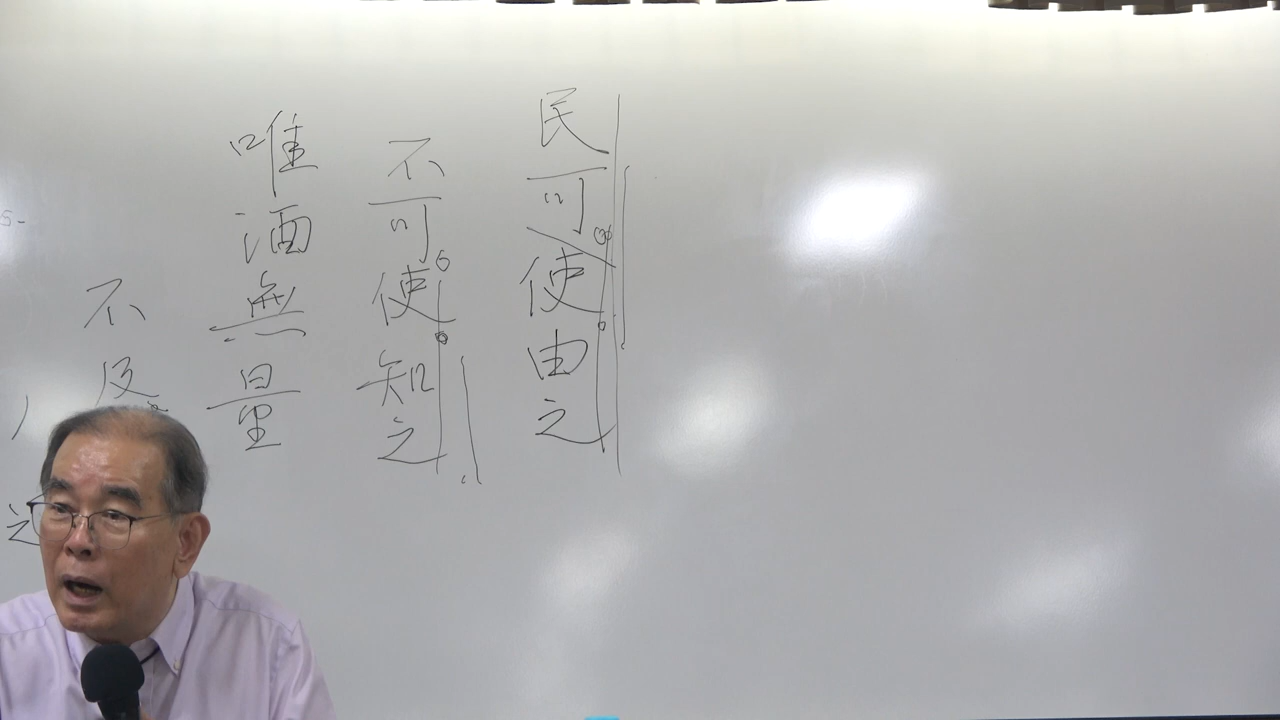 民可使由之
不可使知之
唯酒無量
不及